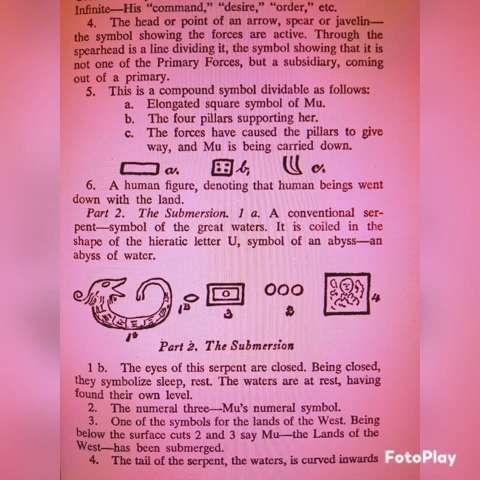 Infinite—His "command," "desire," "order," etc.
4. The head or point of an arrow, spear or javelin—
the symbol showing the forces are active. Through the
spearhead is a line dividing it, the symbol showing that it is
not one of the Primary Forces, but a subsidiary, coming
out of a primary.
5. This is a compound symbol dividable as follows:
a. Elongated square symbol of Mu.
b. The four pillars supporting her.
c. The forces have caused the pillars to give
way, and Mu is being carried down.
a. b, c.
6. A human figure, denoting that human beings went
down with the land.
Part 2. The Submersion. 1 a. A conventional ser-
pent—symbol of the great waters. It is coiled in the
shape of the hieratic letter U, symbol of an abyss—an
abyss of water.
1a 1b 3 2 4
Part 2. The Submersion
1 b. The eyes of this serpent are closed. Being closed,
they symbolize sleep, rest. The waters are at rest, having
found their own level.
2. The numeral three—Mu's numeral symbol.
3. One of the symbols for the lands of the West. Being
below the surface cuts 2 and 3 say Mu—the Lands of the
West—has been submerged.
4. The tail of the serpent, the waters, is curved inwards
FotoPlay